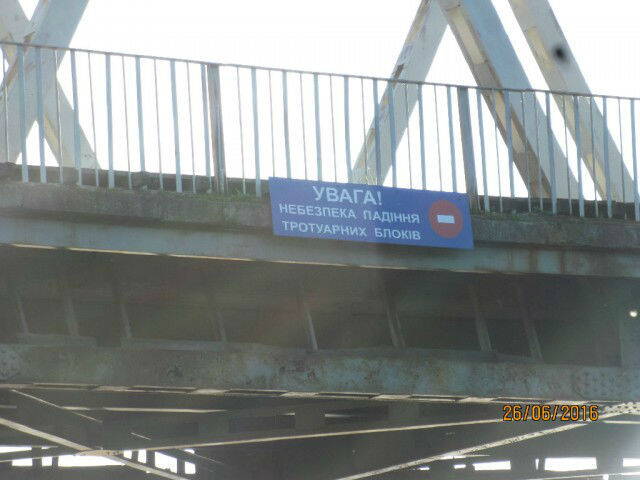 УВАГА!
НЕБЕЗПЕКА ПАДІННЯ
ТРОТУАРНИХ БЛОКІВ
26/06/2016